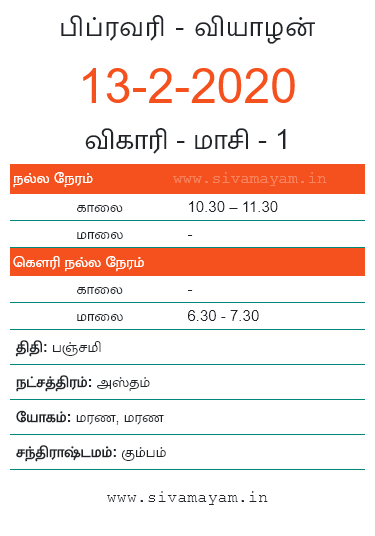 பிப்ரவரி - வியாழன்
13-2-2020
விகாரி - மாசி - 1
நல்ல நேரம் www.sivamayam.in
காலை 10.30 – 11.30
மாலை -
கௌரி நல்ல நேரம்
காலை -
மாலை 6.30 - 7.30
திதி: பஞ்சமி
நட்சத்திரம்: அஸ்தம்
யோகம்: மரண, மரண
சந்திராஷ்டமம்: கும்பம்
www.sivamayam.in